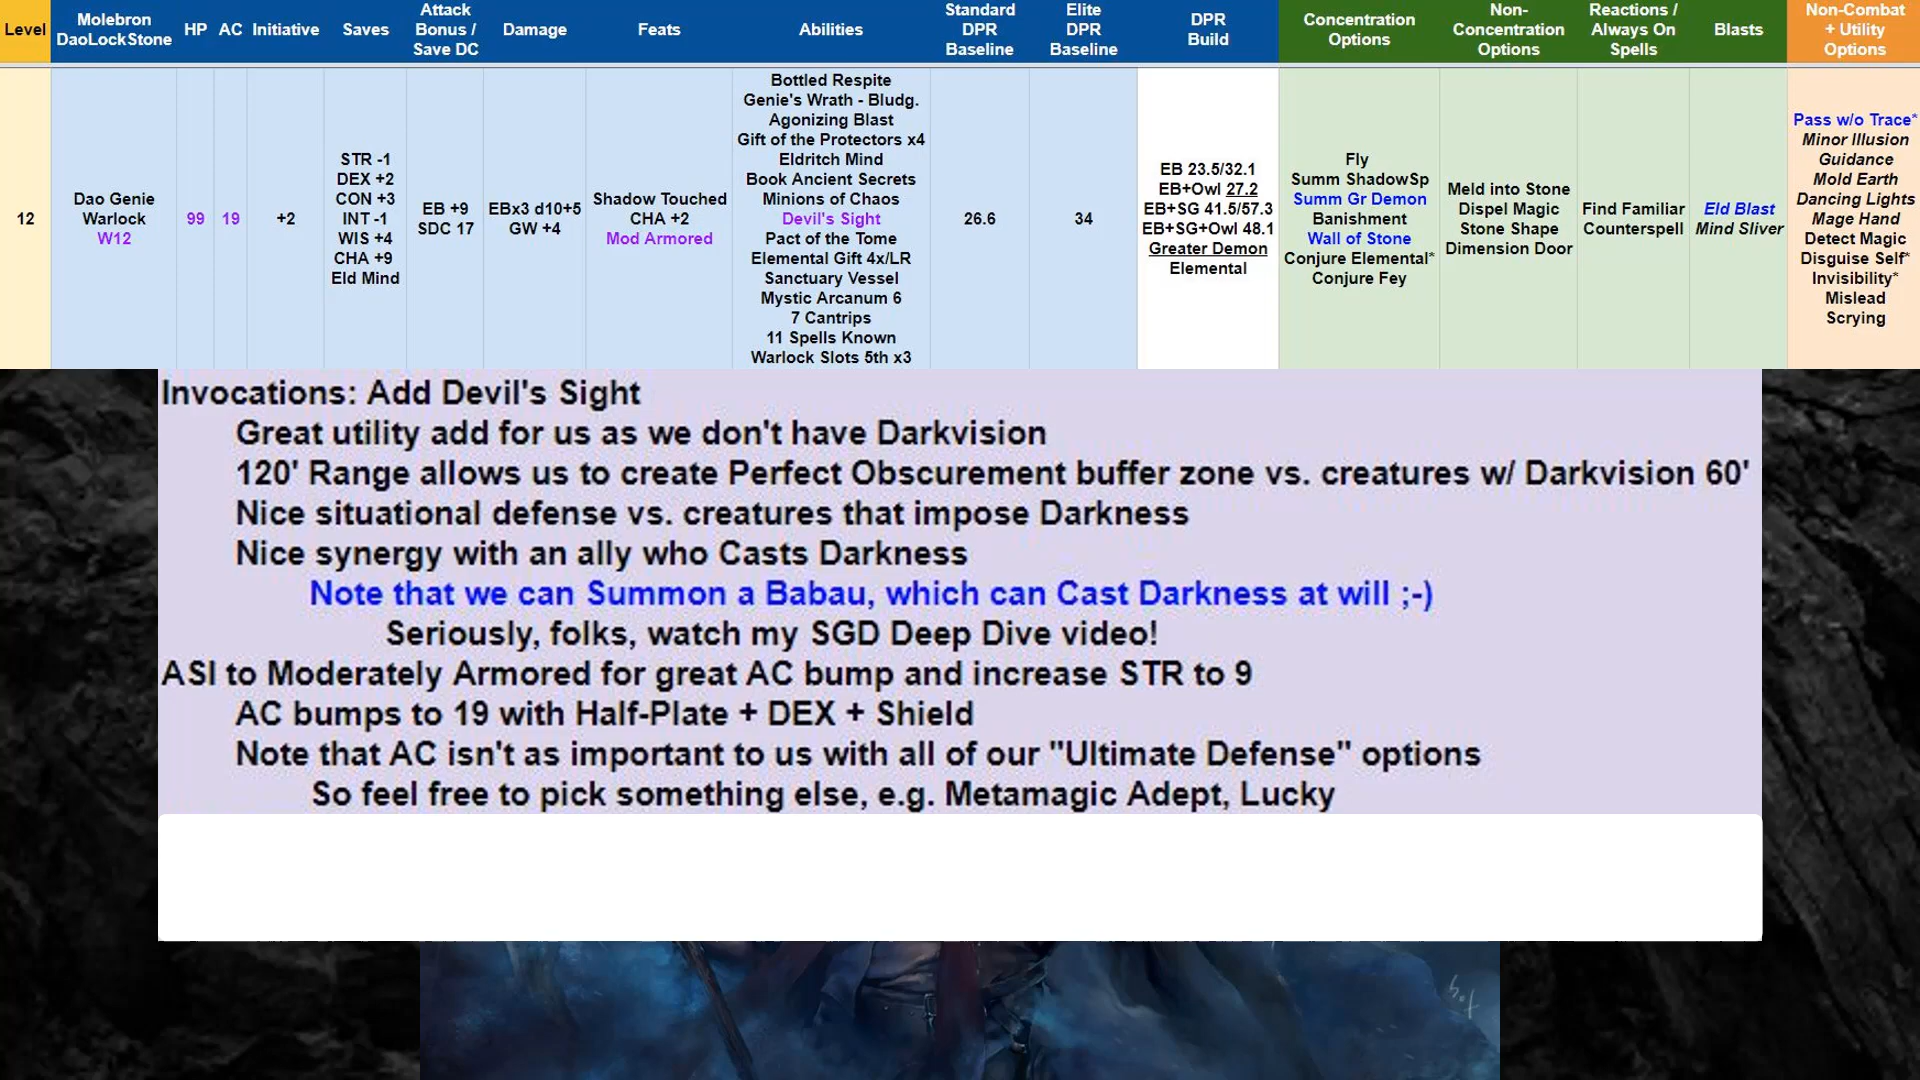 Level
Molebron
DaoLockStone
HP
AC
Initiative
Saves
Attack
Bonus /
Save DC
Damage
Feats
Abilities
Standard
DPR
Baseline
Elite
DPR
Baseline
DPR
Build
Concentration
Options
Non-
Concentration
Options
Reactions /
Always On
Spells
Blasts
Non-Combat
+ Utility
Options
12
Dao Genie
Warlock
W12
99
19
+2
STR -1
DEX +2
CON +3
INT -1
WIS +4
CHA +9
Eld Mind
EB +9
SDC 17
EBx3 d10+5
GW +4
Shadow Touched
CHA +2
Mod Armored
Bottled Respite
Genie's Wrath - Bludg.
Agonizing Blast
Gift of the Protectors x4
Eldritch Mind
Book Ancient Secrets
Minions of Chaos
Devil's Sight
Pact of the Tome
Elemental Gift 4x/LR
Sanctuary Vessel
Mystic Arcanum 6
7 Cantrips
11 Spells Known
Warlock Slots 5th x3
26.6
34
EB 23.5/32.1
EB+Owl 27.2
EB+SG 41.5/57.3
EB+SG+Owl 48.1
Greater Demon
Elemental
Fly
Summ ShadowSp
Summ Gr Demon
Banishment
Wall of Stone
Conjure Elemental*
Conjure Fey
Meld into Stone
Dispel Magic
Stone Shape
Dimension Door
Find Familiar
Counterspell
Eld Blast
Mind Sliver
Pass w/o Trace*
Minor Illusion
Guidance
Mold Earth
Dancing Lights
Mage Hand
Detect Magic
Disguise Self*
Invisibility*
Mislead
Scrying
Invocations: Add Devil's Sight
Great utility add for us as we don't have Darkvision
120' Range allows us to create Perfect Obscurement buffer zone vs. creatures w/ Darkvision 60'
Nice situational defense vs. creatures that impose Darkness
Nice synergy with an ally who Casts Darkness
Note that we can Summon a Babau, which can Cast Darkness at will ;-)
Seriously, folks, watch my SGD Deep Dive video!
ASI to Moderately Armored for great AC bump and increase STR to 9
AC bumps to 19 with Half-Plate + DEX + Shield
Note that AC isn't as important to us with all of our "Ultimate Defense" options
So feel free to pick something else, e.g. Metamagic Adept, Lucky